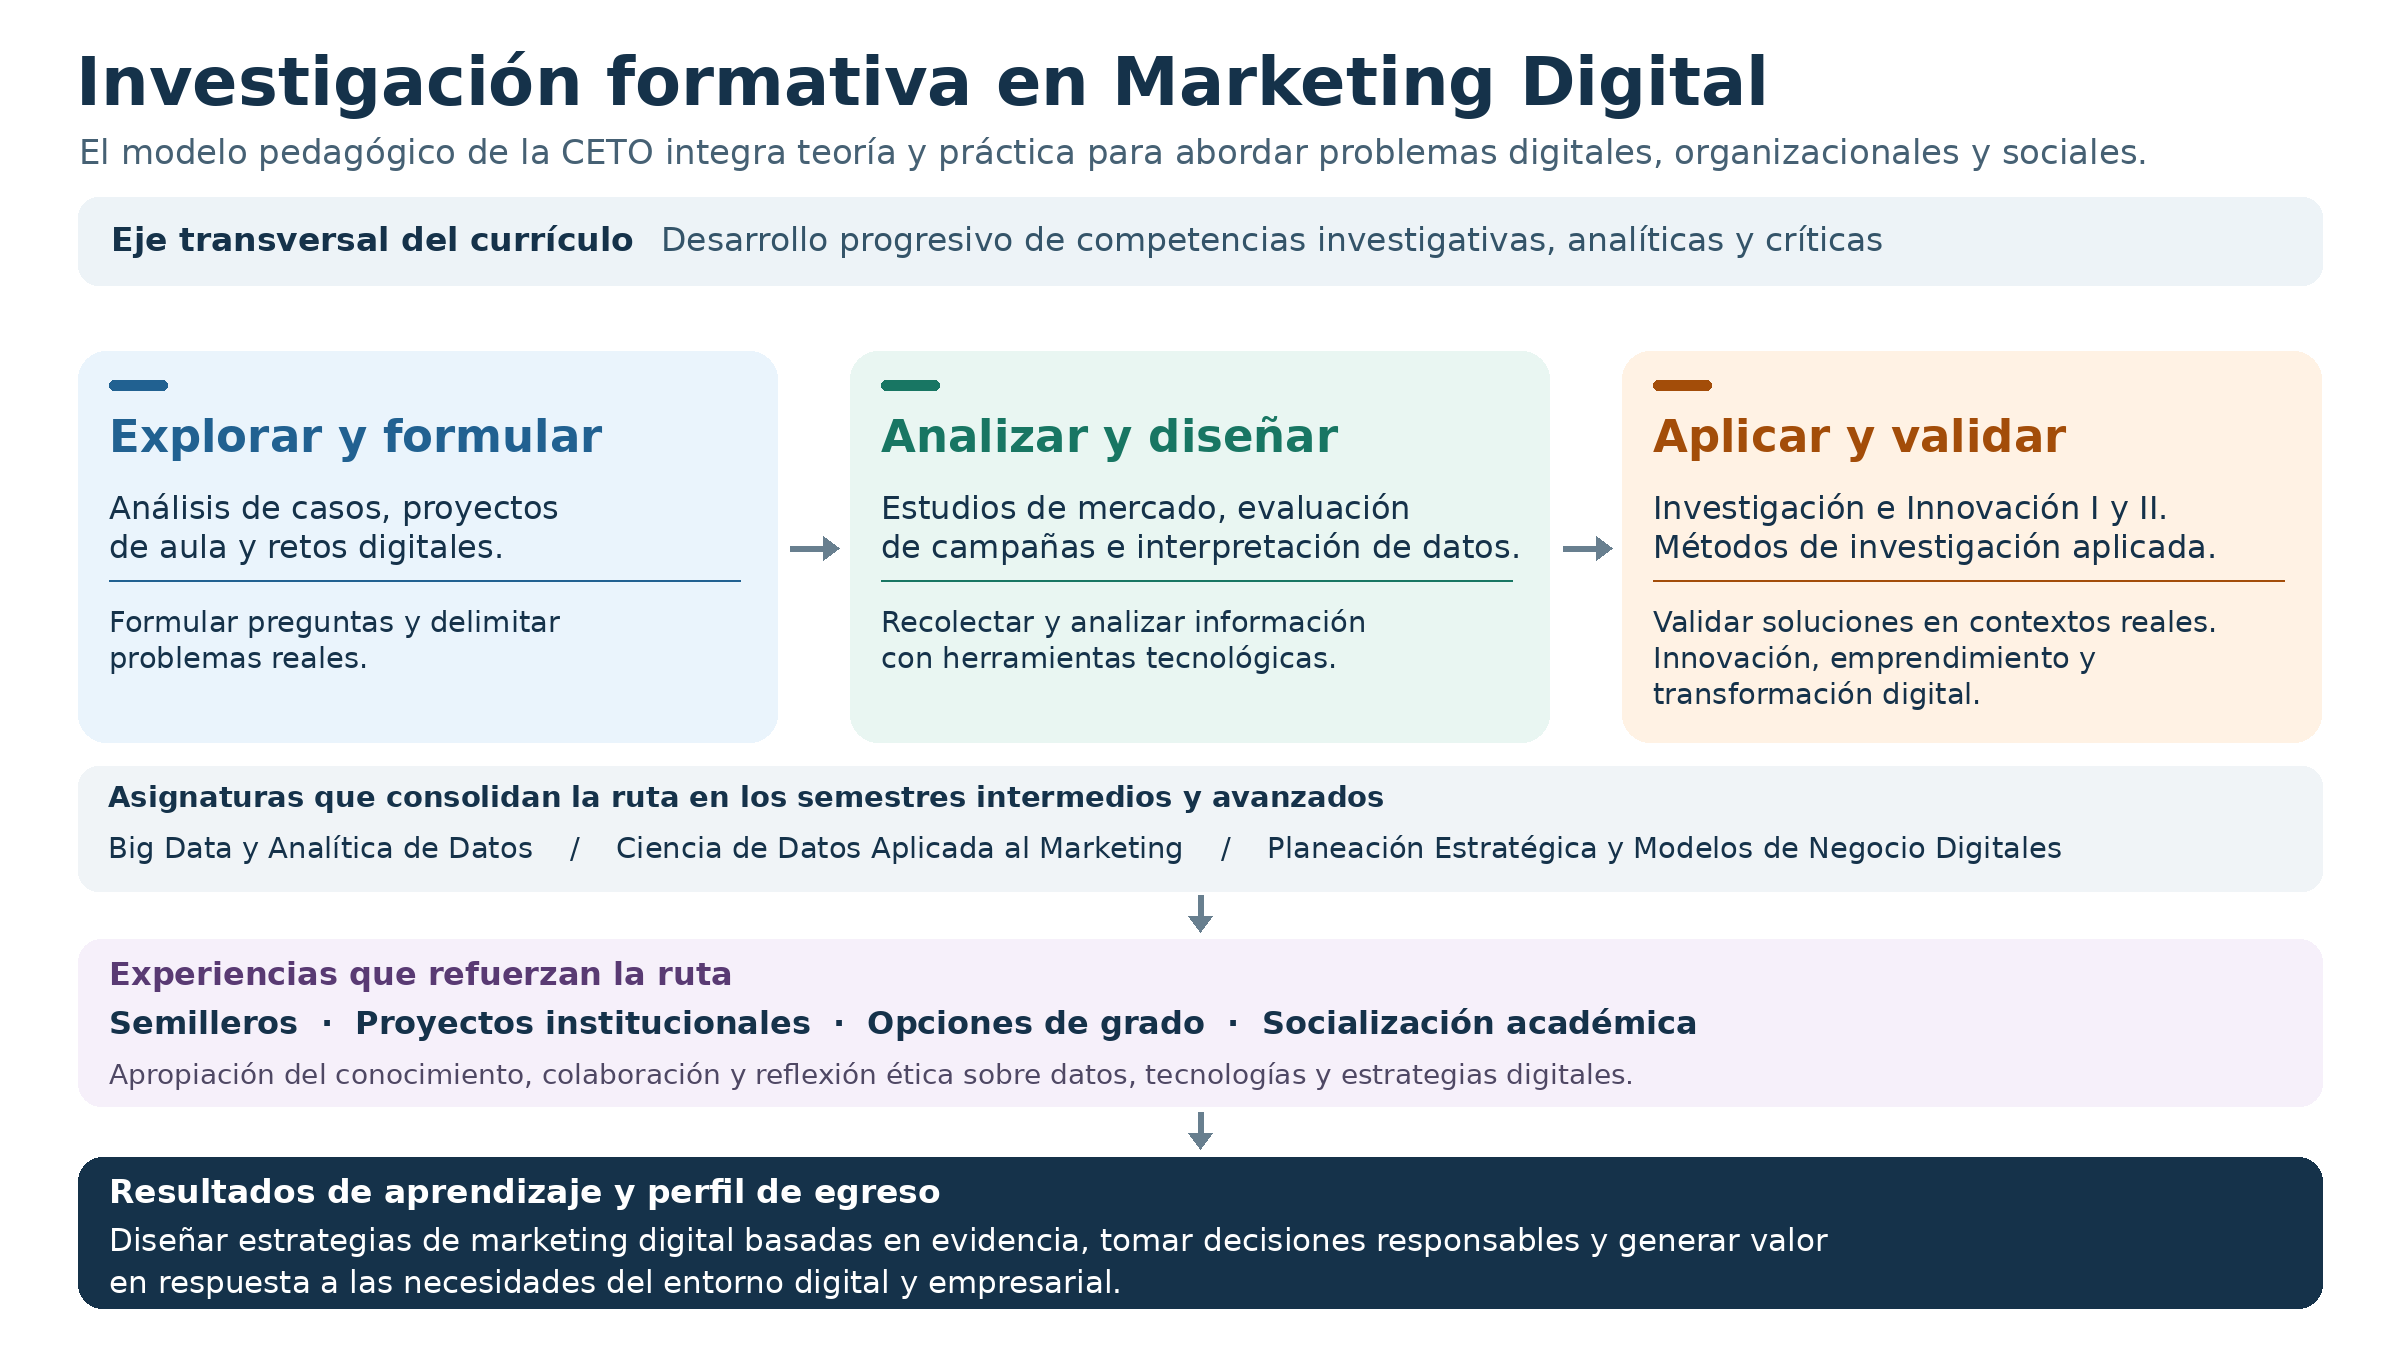 Investigación formativa en Marketing Digital
El modelo pedagógico de la CETO integra teoría y práctica para abordar problemas digitales, organizacionales y sociales.
Eje transversal del currículo Desarrollo progresivo de competencias investigativas, analíticas y críticas
Explorar y formular
Análisis de casos, proyectos
de aula y retos digitales.
Formular preguntas y delimitar
problemas reales.
Analizar y diseñar
Estudios de mercado, evaluación
de campañas e interpretación de datos.
Recolectar y analizar información
con herramientas tecnológicas.
Aplicar y validar
Investigación e Innovación I y II.
Métodos de investigación aplicada.
Validar soluciones en contextos reales.
Innovación, emprendimiento y
transformación digital.
Asignaturas que consolidan la ruta en los semestres intermedios y avanzados
Big Data y Analítica de Datos / Ciencia de Datos Aplicada al Marketing / Planeación Estratégica y Modelos de Negocio Digitales
Experiencias que refuerzan la ruta
Semilleros · Proyectos institucionales · Opciones de grado · Socialización académica
Apropiación del conocimiento, colaboración y reflexión ética sobre datos, tecnologías y estrategias digitales.
Resultados de aprendizaje y perfil de egreso
Diseñar estrategias de marketing digital basadas en evidencia, tomar decisiones responsables y generar valor
en respuesta a las necesidades del entorno digital y empresarial.